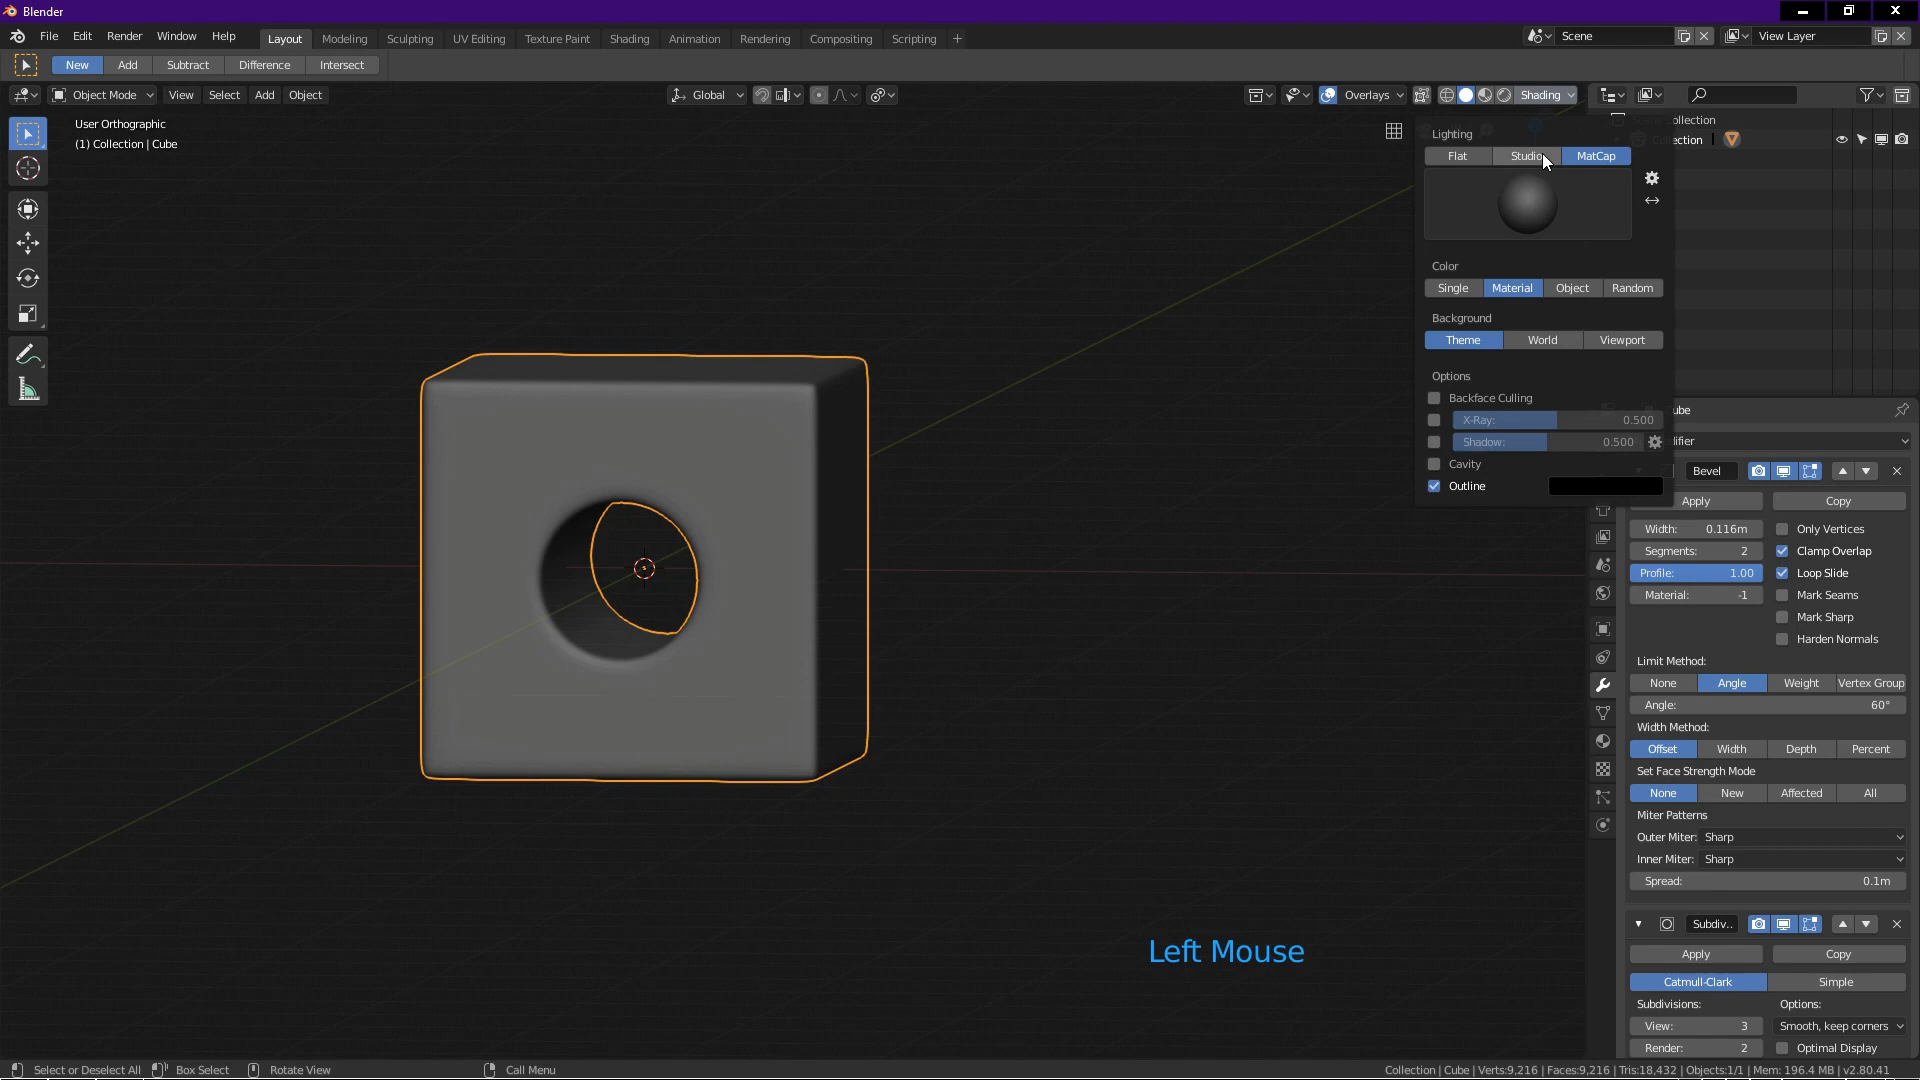 Blender
File Edit Render Window Help Layout Modeling Sculpting UV Editing Texture Paint Shading Animation Rendering Compositing Scripting + Scene View Layer
New Add Subtract Difference Intersect
Object Mode View Select Add Object Global Overlays Shading
User Orthographic
(1) Collection | Cube
Lighting
Flat Studio MatCap
Color
Single Material Object Random
Background
Theme World Viewport
Options
Backface Culling
X-Ray: 0.500
Shadow: 0.500
Cavity
Outline
ollection
ollection
ube
difier
Bevel
Apply Copy
Width: 0.116m Only Vertices
Segments: 2 Clamp Overlap
Profile: 1.00 Loop Slide
Material: -1 Mark Seams
Mark Sharp
Harden Normals
Limit Method:
None Angle Weight Vertex Group
Angle: 60°
Width Method:
Offset Width Depth Percent
Set Face Strength Mode
None New Affected All
Miter Patterns
Outer Miter: Sharp
Inner Miter: Sharp
Spread: 0.1m
Subdiv..
Apply Copy
Catmull-Clark Simple
Subdivisions: Options:
View: 3 Smooth, keep corners
Render: 2 Optimal Display
Left Mouse
Select or Deselect All Box Select Rotate View Call Menu Collection | Cube | Verts:9,216 | Faces:9,216 | Tris:18,432 | Objects:1/1 | Mem: 196.4 MB | v2.80.41